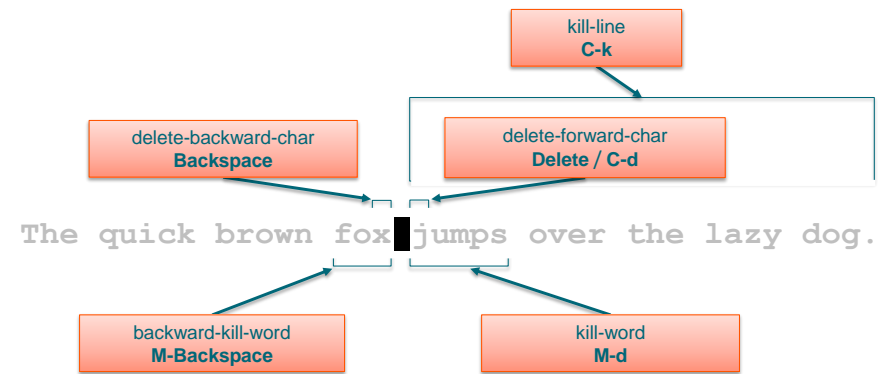 kill-line
C-k
delete-backward-char
Backspace
delete-forward-char
Delete / C-d
The quick brown fox jumps over the lazy dog.
backward-kill-word
M-Backspace
kill-word
M-d